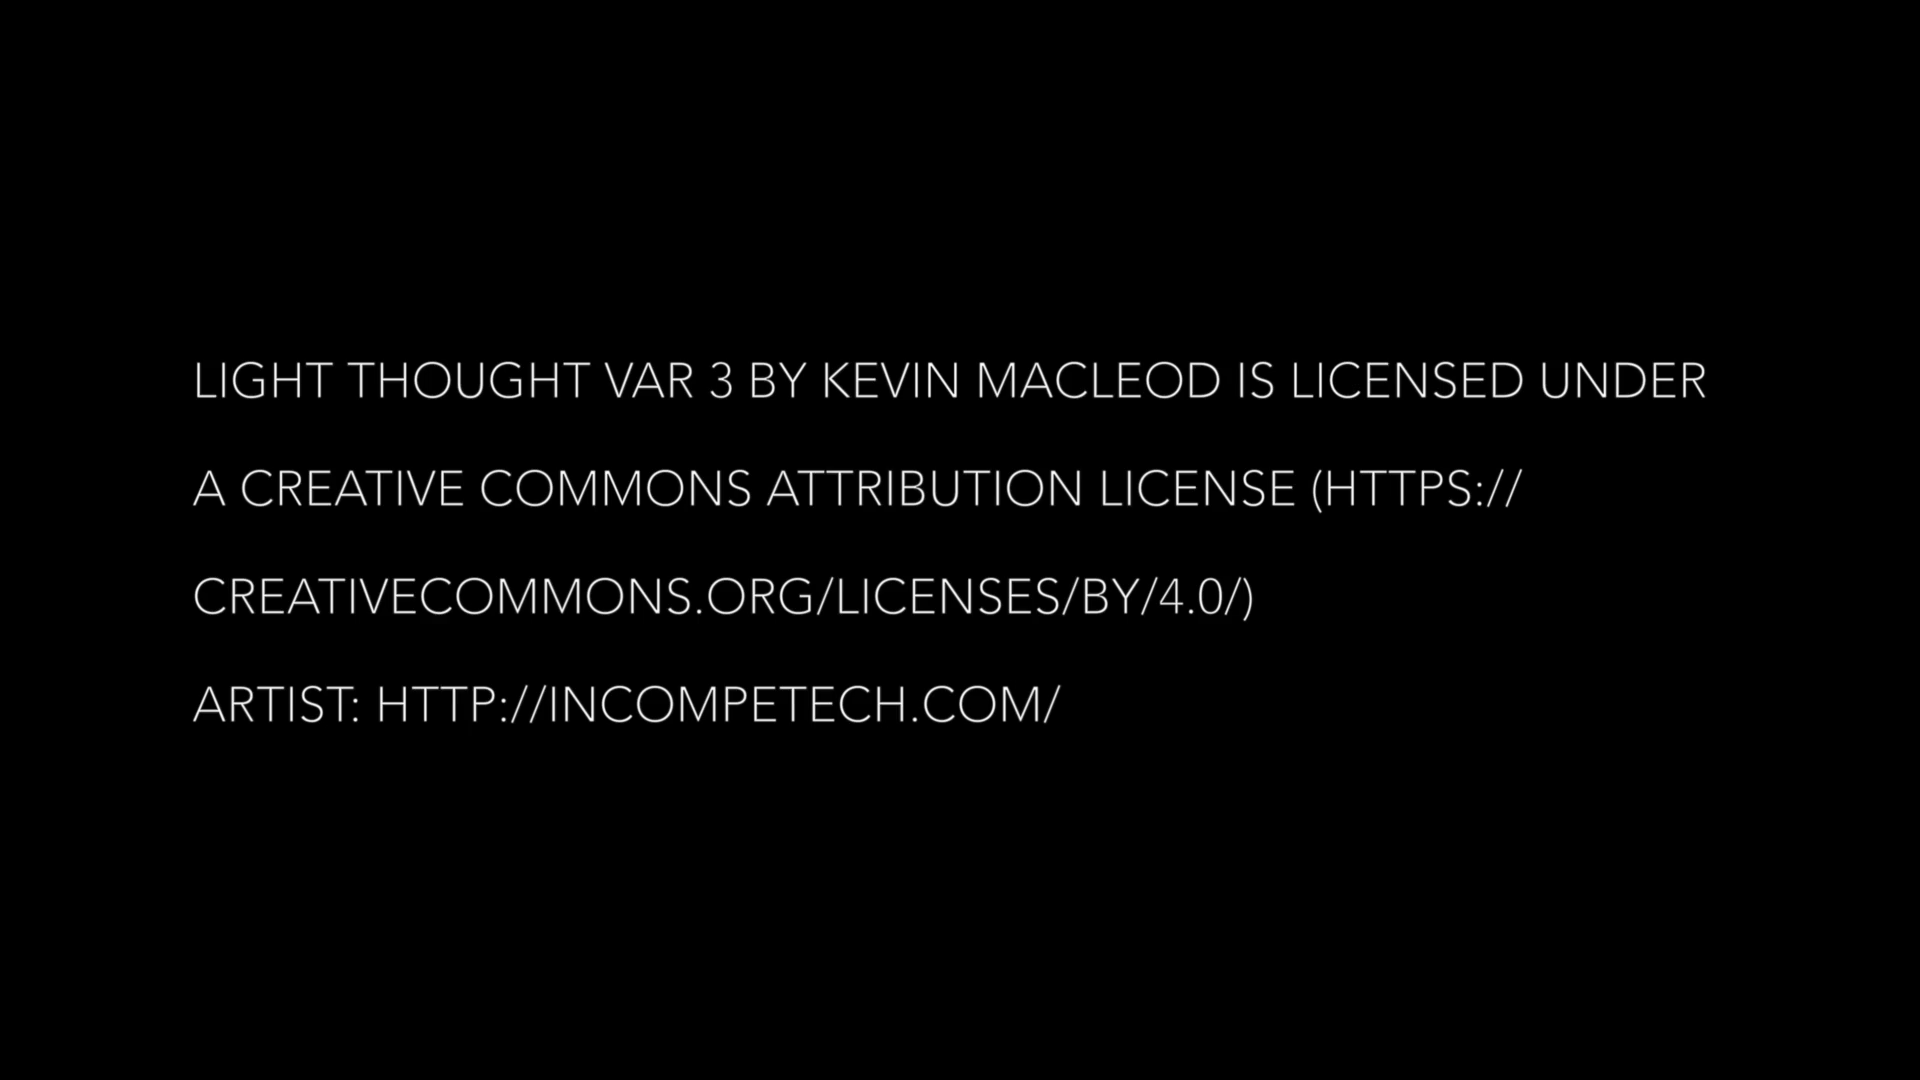 LIGHT THOUGHT VAR 3 BY KEVIN MACLEOD IS LICENSED UNDER
A CREATIVE COMMONS ATTRIBUTION LICENSE (HTTPS://
CREATIVECOMMONS.ORG/LICENSES/BY/4.0/)
ARTIST: HTTP://INCOMPETECH.COM/